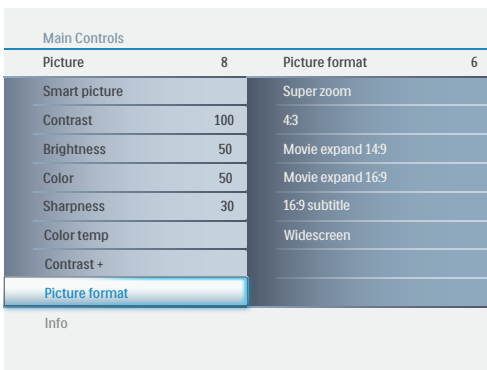 Main Controls
Picture 8 Picture format 6
Smart picture Super zoom
Contrast 100 4:3
Brightness 50 Movie expand 14:9
Color 50 Movie expand 16:9
Sharpness 30 16:9 subtitle
Color temp Widescreen
Contrast +
Picture format
Info